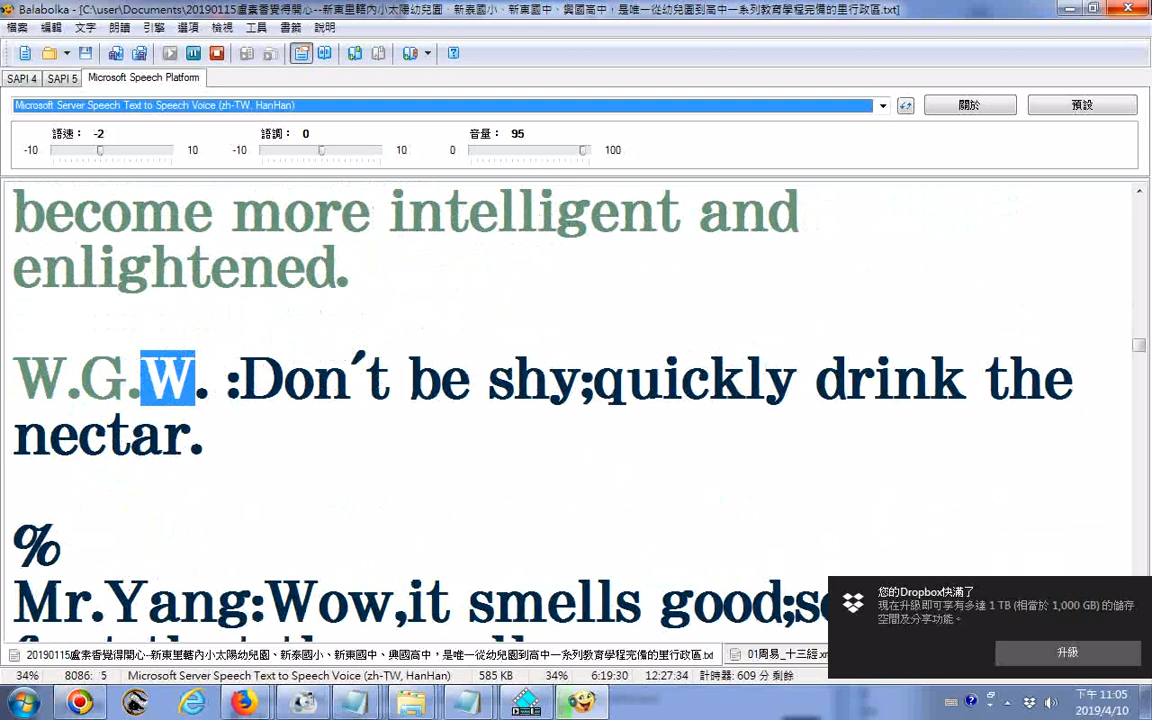 Balabolka - [C:\user\Documents\20190115盧素香覺得開心--新東里轄內小太陽幼兒園、新泰國小、新東國中、興國高中，是唯一從幼兒園到高中一系列教育學程完備的里行政區.txt]
檔案 編輯 文字 朗讀 引擎 選項 檢視 工具 書籤 說明
SAPI 4 SAPI 5 Microsoft Speech Platform
Microsoft Server Speech Text to Speech Voice (zh-TW, HanHan) 關於 預設
語速： -2 語調： 0 音量： 95
-10 10 -10 10 0 100
become more intelligent and
enlightened.
W.G.W. :Don´t be shy;quickly drink the
nectar.
%
Mr.Yang:Wow,it smells good;so
您的Dropbox快滿了
現在升級即可享有多達 1 TB (相當於 1,000 GB) 的儲存
空間及分享功能。
升級
20190115盧素香覺得開心--新東里轄內小太陽幼兒園、新泰國小、新東國中、興國高中，是唯一從幼兒園到高中一系列教育學程完備的里行政區.txt 01周易_十三經
34% 8086: 5 Microsoft Server Speech Text to Speech Voice (zh-TW, HanHan) 585 KB 34% 6:19:30 12:27:34 計時器: 609 分 剩餘
下午 11:05
2019/4/10